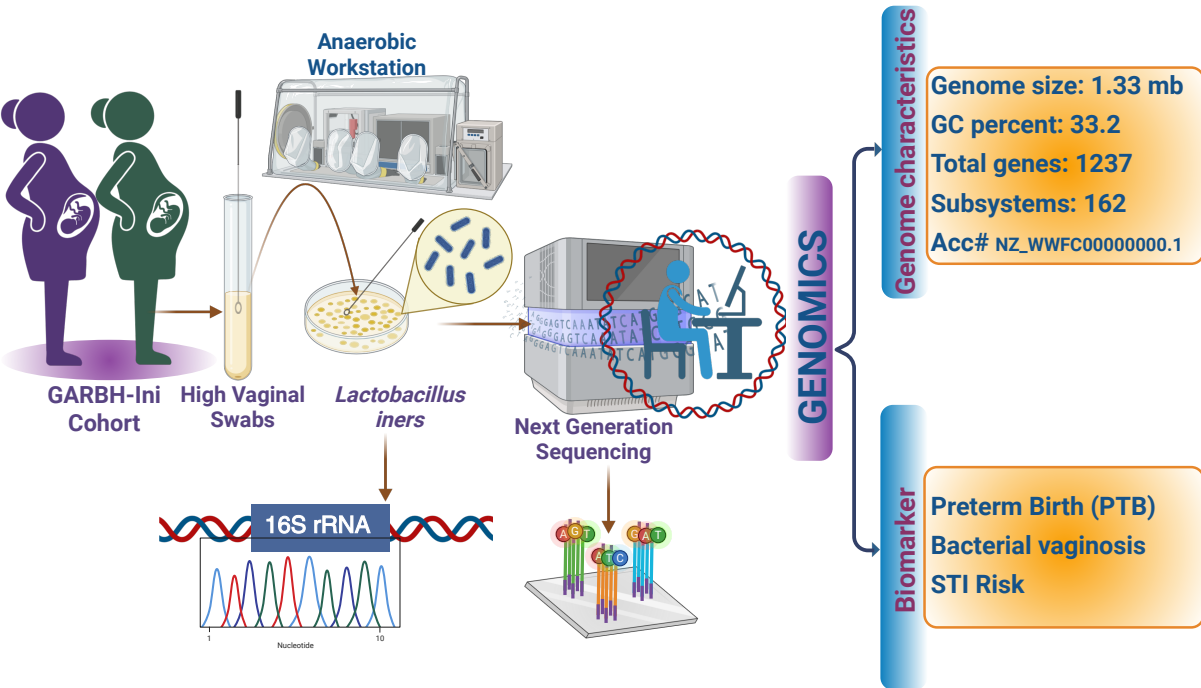 Anaerobic
Workstation
GARBH-Ini
Cohort
High Vaginal
Swabs
Lactobacillus
iners
Next Generation
Sequencing
16S rRNA
1
10
Nucleotide
A G T
A T C
G A T
GENOMICS
Genome characteristics
Genome size: 1.33 mb
GC percent: 33.2
Total genes: 1237
Subsystems: 162
Acc# NZ_WWFC00000000.1
Biomarker
Preterm Birth (PTB)
Bacterial vaginosis
STI Risk